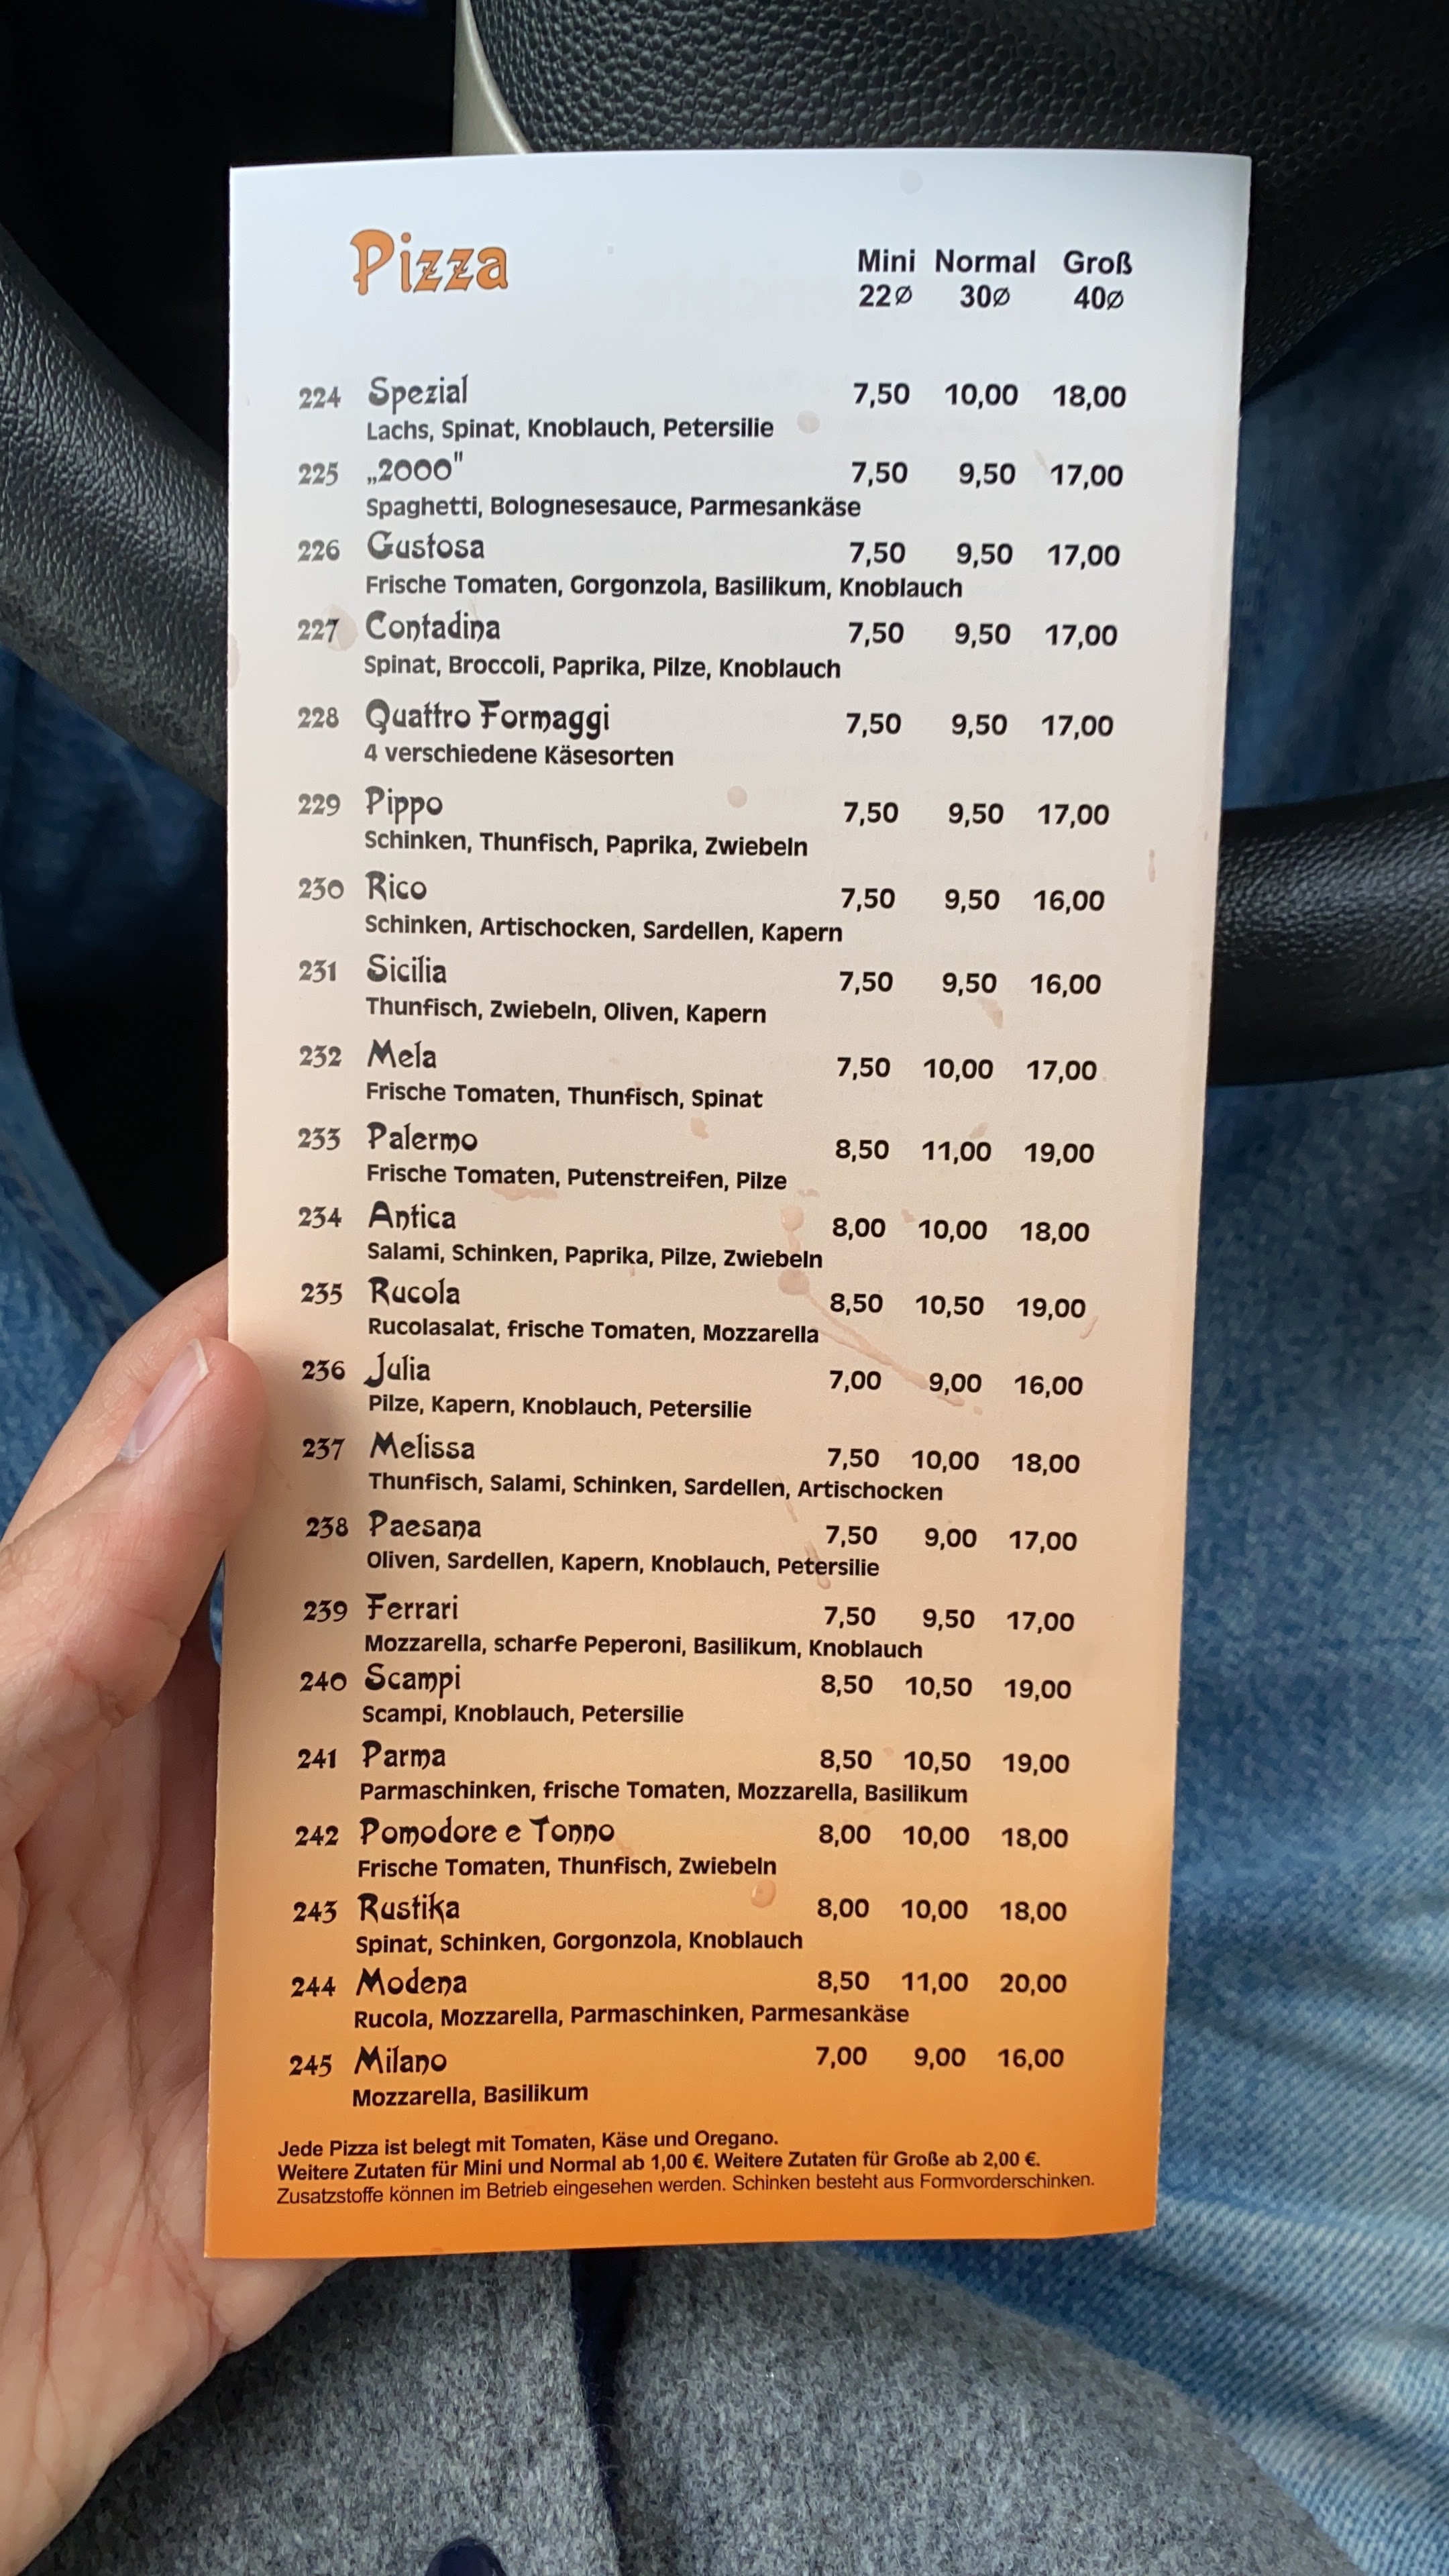 Pizza
Mini Normal Groß
22⌀ 30⌀ 40⌀
224 Spezial 7,50 10,00 18,00
Lachs, Spinat, Knoblauch, Petersilie
225 „2000" 7,50 9,50 17,00
Spaghetti, Bolognesesauce, Parmesankäse
226 Gustosa 7,50 9,50 17,00
Frische Tomaten, Gorgonzola, Basilikum, Knoblauch
227 Contadina 7,50 9,50 17,00
Spinat, Broccoli, Paprika, Pilze, Knoblauch
228 Quattro Formaggi 7,50 9,50 17,00
4 verschiedene Käsesorten
229 Pippo 7,50 9,50 17,00
Schinken, Thunfisch, Paprika, Zwiebeln
230 Rico 7,50 9,50 16,00
Schinken, Artischocken, Sardellen, Kapern
231 Sicilia 7,50 9,50 16,00
Thunfisch, Zwiebeln, Oliven, Kapern
232 Mela 7,50 10,00 17,00
Frische Tomaten, Thunfisch, Spinat
233 Palermo 8,50 11,00 19,00
Frische Tomaten, Putenstreifen, Pilze
234 Antica 8,00 10,00 18,00
Salami, Schinken, Paprika, Pilze, Zwiebeln
235 Rucola 8,50 10,50 19,00
Rucolasalat, frische Tomaten, Mozzarella
236 Julia 7,00 9,00 16,00
Pilze, Kapern, Knoblauch, Petersilie
237 Melissa 7,50 10,00 18,00
Thunfisch, Salami, Schinken, Sardellen, Artischocken
238 Paesana 7,50 9,00 17,00
Oliven, Sardellen, Kapern, Knoblauch, Petersilie
239 Ferrari 7,50 9,50 17,00
Mozzarella, scharfe Peperoni, Basilikum, Knoblauch
240 Scampi 8,50 10,50 19,00
Scampi, Knoblauch, Petersilie
241 Parma 8,50 10,50 19,00
Parmaschinken, frische Tomaten, Mozzarella, Basilikum
242 Pomodore e Tonno 8,00 10,00 18,00
Frische Tomaten, Thunfisch, Zwiebeln
243 Rustika 8,00 10,00 18,00
Spinat, Schinken, Gorgonzola, Knoblauch
244 Modena 8,50 11,00 20,00
Rucola, Mozzarella, Parmaschinken, Parmesankäse
245 Milano 7,00 9,00 16,00
Mozzarella, Basilikum
Jede Pizza ist belegt mit Tomaten, Käse und Oregano.
Weitere Zutaten für Mini und Normal ab 1,00 €. Weitere Zutaten für Große ab 2,00 €.
Zusatzstoffe können im Betrieb eingesehen werden. Schinken besteht aus Formvorderschinken.